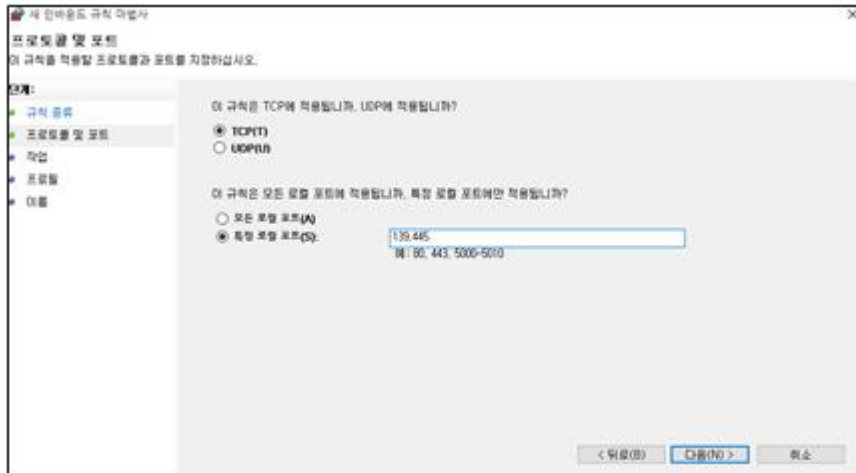 새 인바운드 규칙 마법사
프로토콜 및 포트
이 규칙을 적용할 프로토콜과 포트를 지정하십시오.
단계:
규칙 종류
프로토콜 및 포트
작업
프로필
이름
이 규칙은 TCP에 적용됩니까, UDP에 적용됩니까?
TCP(T)
UDP(U)
이 규칙은 모든 로컬 포트에 적용됩니까, 특정 로컬 포트에만 적용됩니까?
모든 로컬 포트(A)
특정 로컬 포트(S): 139,445
예: 80, 443, 5000-5010
< 뒤로(B) 다음(N) > 취소